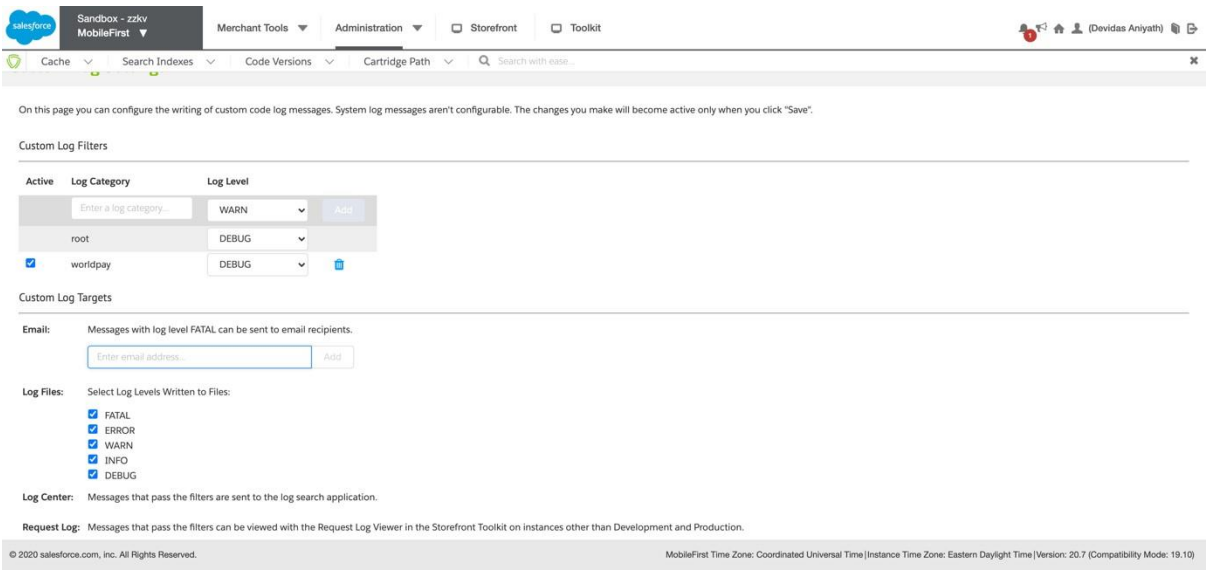 salesforce
Sandbox - zzkv
MobileFirst
Merchant Tools
Administration
Storefront
Toolkit
1
(Devidas Aniyath)
Cache
Search Indexes
Code Versions
Cartridge Path
Search with ease...
On this page you can configure the writing of custom code log messages. System log messages aren't configurable. The changes you make will become active only when you click "Save".
Custom Log Filters
Active Log Category Log Level
Enter a log category... WARN Add
root DEBUG
worldpay DEBUG
Custom Log Targets
Email: Messages with log level FATAL can be sent to email recipients.
Enter email address... Add
Log Files: Select Log Levels Written to Files:
FATAL
ERROR
WARN
INFO
DEBUG
Log Center: Messages that pass the filters are sent to the log search application.
Request Log: Messages that pass the filters can be viewed with the Request Log Viewer in the Storefront Toolkit on instances other than Development and Production.
© 2020 salesforce.com, inc. All Rights Reserved.
MobileFirst Time Zone: Coordinated Universal Time|Instance Time Zone: Eastern Daylight Time|Version: 20.7 (Compatibility Mode: 19.10)